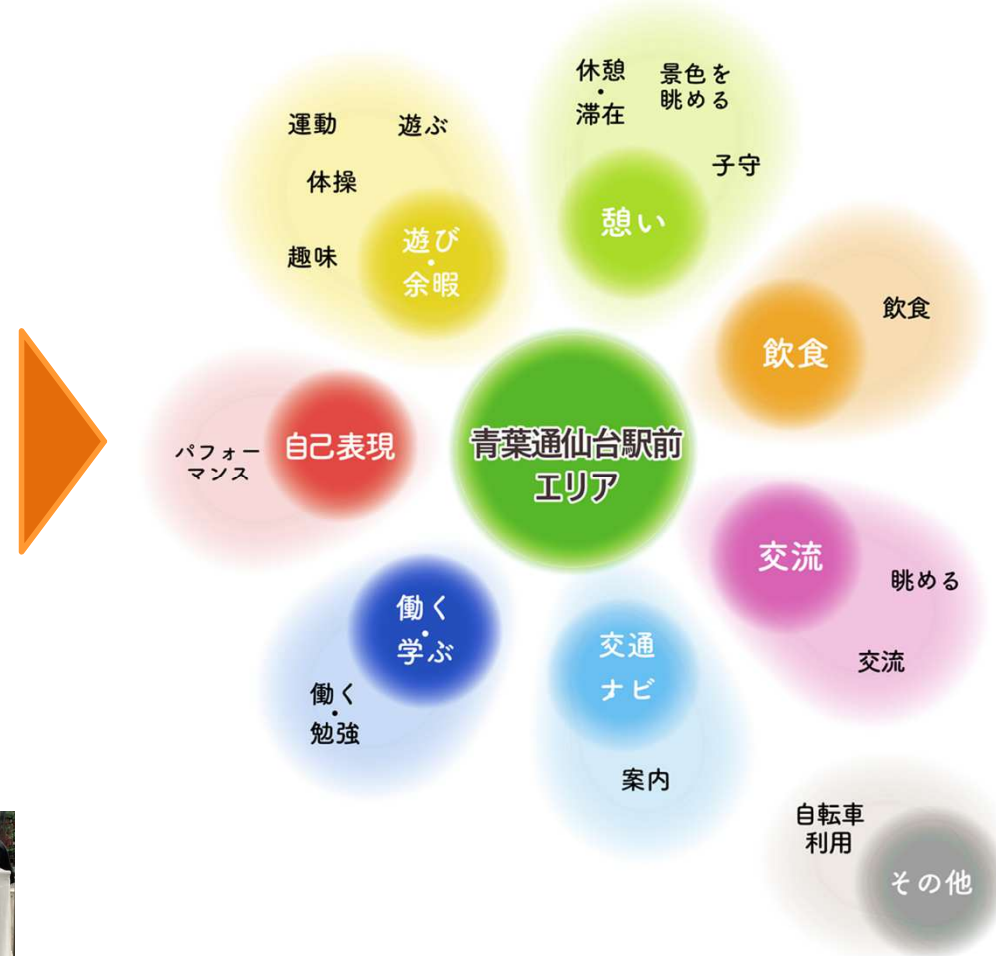 休憩
・
滞在
景色を
眺める
子守
憩い
運動
遊ぶ
体操
趣味
遊び
・
余暇
飲食
飲食
青葉通仙台駅前
エリア
自己表現
パフォー
マンス
交流
眺める
交流
働く
・
学ぶ
働く
・
勉強
交通
ナビ
案内
自転車
利用
その他